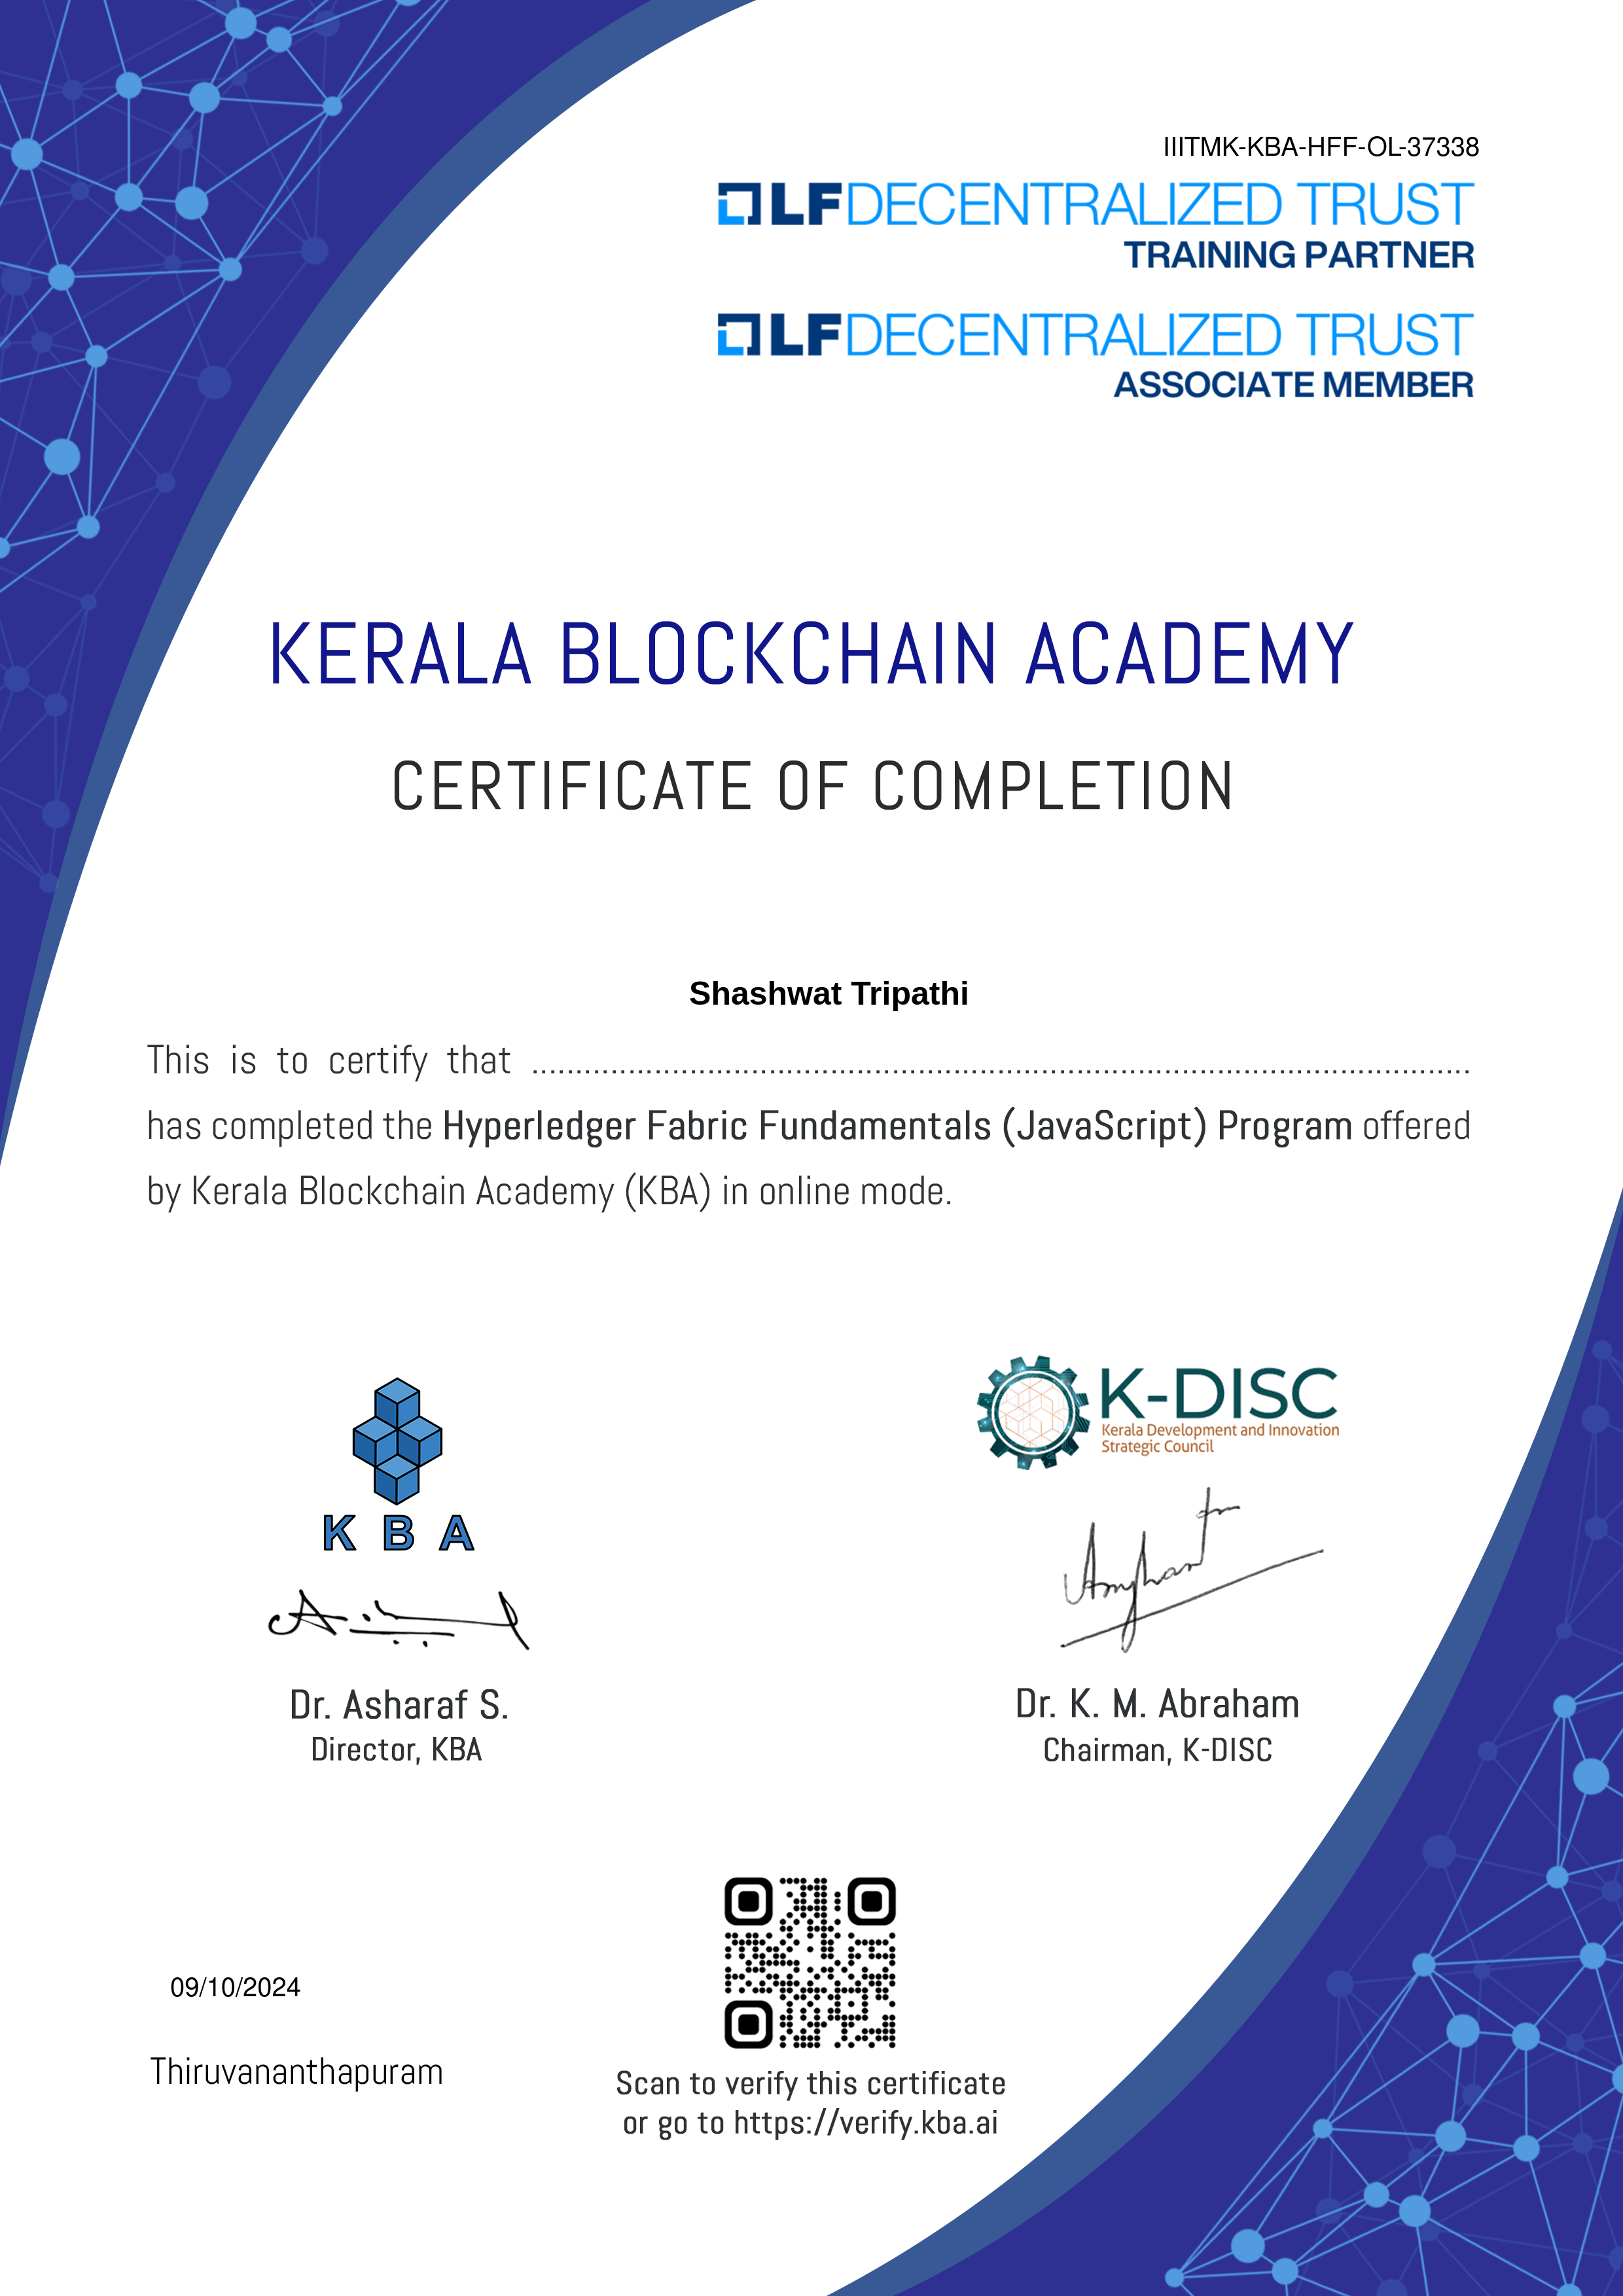 IIITMK-KBA-HFF-OL-37338
LFDECENTRALIZED TRUST
TRAINING PARTNER
LFDECENTRALIZED TRUST
ASSOCIATE MEMBER
KERALA BLOCKCHAIN ACADEMY
CERTIFICATE OF COMPLETION
Shashwat Tripathi
This is to certify that ..............................................................................................................
has completed the Hyperledger Fabric Fundamentals (JavaScript) Program offered
by Kerala Blockchain Academy (KBA) in online mode.
K B A
K-DISC
Kerala Development and Innovation
Strategic Council
Dr. Asharaf S.
Director, KBA
Dr. K. M. Abraham
Chairman, K-DISC
09/10/2024
Thiruvananthapuram
Scan to verify this certificate
or go to https://verify.kba.ai